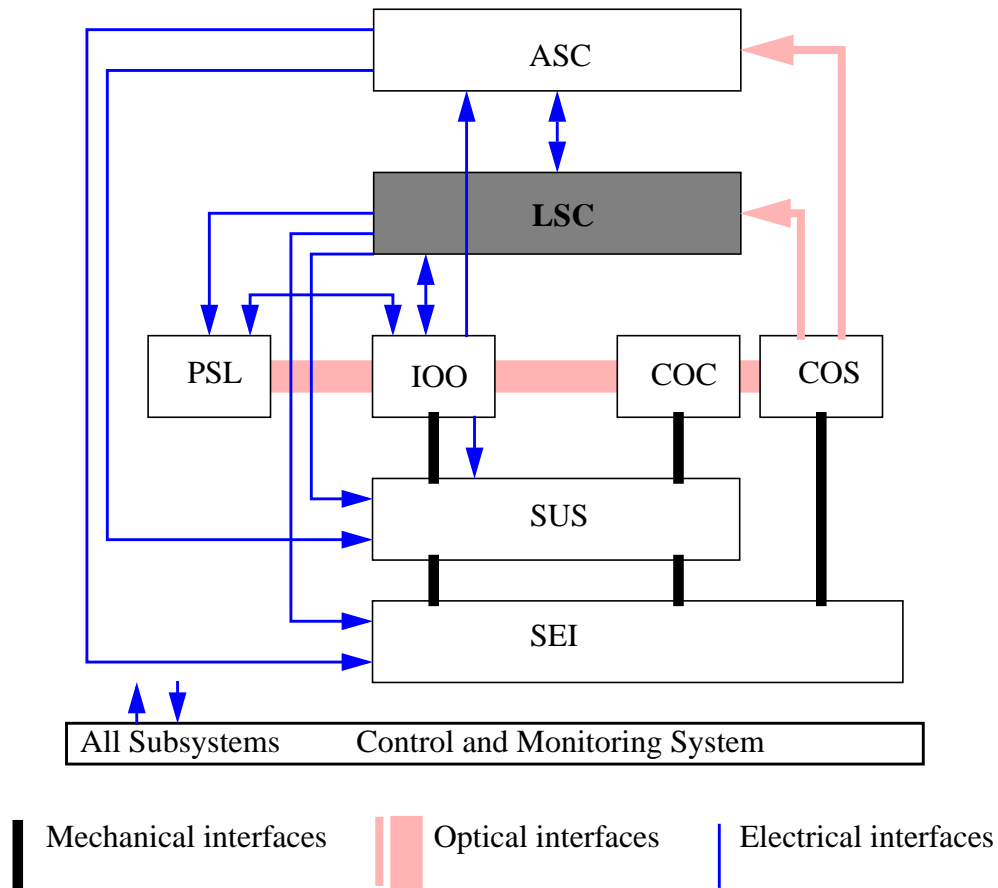 ASC
LSC
PSL
IOO
COC
COS
SUS
SEI
All Subsystems Control and Monitoring System
Mechanical interfaces Optical interfaces Electrical interfaces